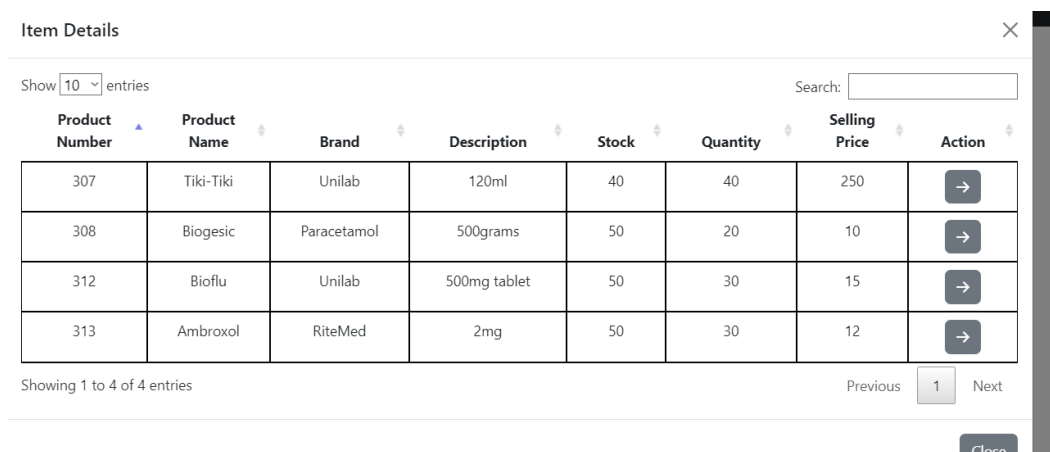 Item Details
Show 10 entries
Search:
Product Number Product Name Brand Description Stock Quantity Selling Price Action
307 Tiki-Tiki Unilab 120ml 40 40 250
308 Biogesic Paracetamol 500grams 50 20 10
312 Bioflu Unilab 500mg tablet 50 30 15
313 Ambroxol RiteMed 2mg 50 30 12
Showing 1 to 4 of 4 entries
Previous 1 Next
Close